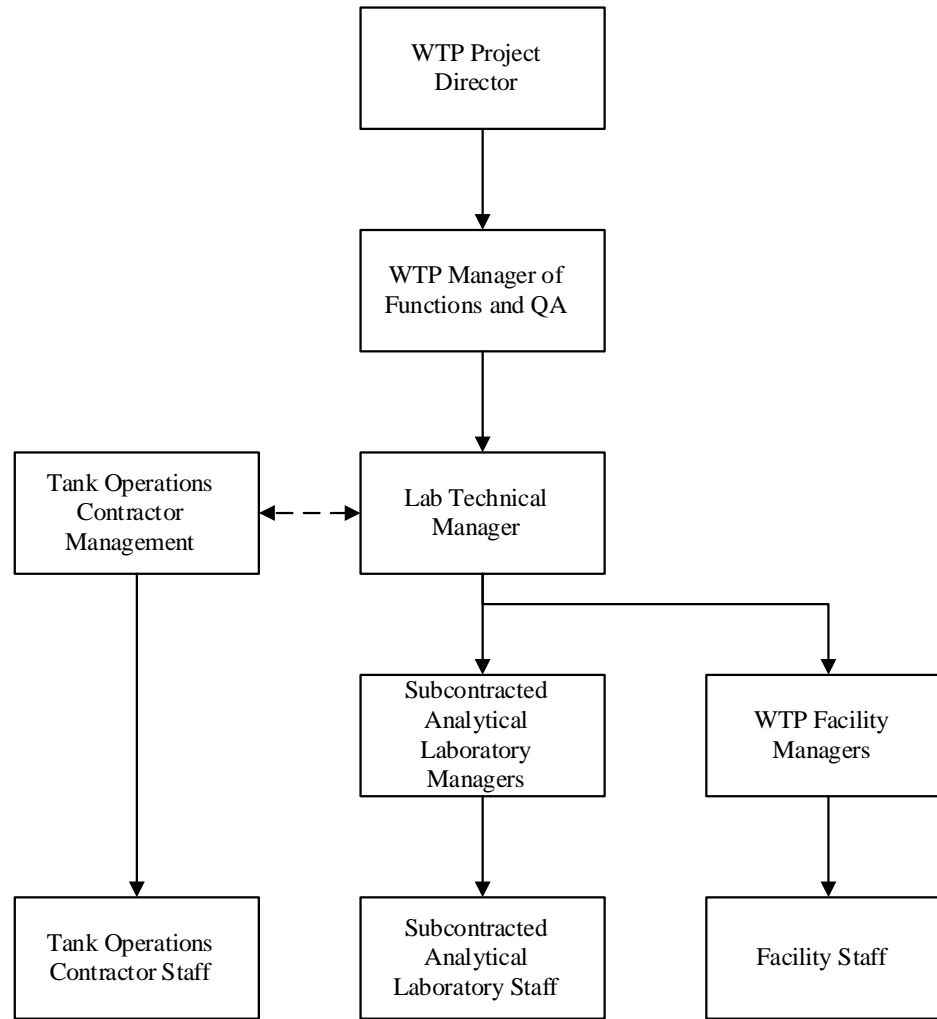 WTP Project
Director
WTP Manager of
Functions and QA
Tank Operations
Contractor
Management
Lab Technical
Manager
Subcontracted
Analytical
Laboratory
Managers
WTP Facility
Managers
Tank Operations
Contractor Staff
Subcontracted
Analytical
Laboratory Staff
Facility Staff